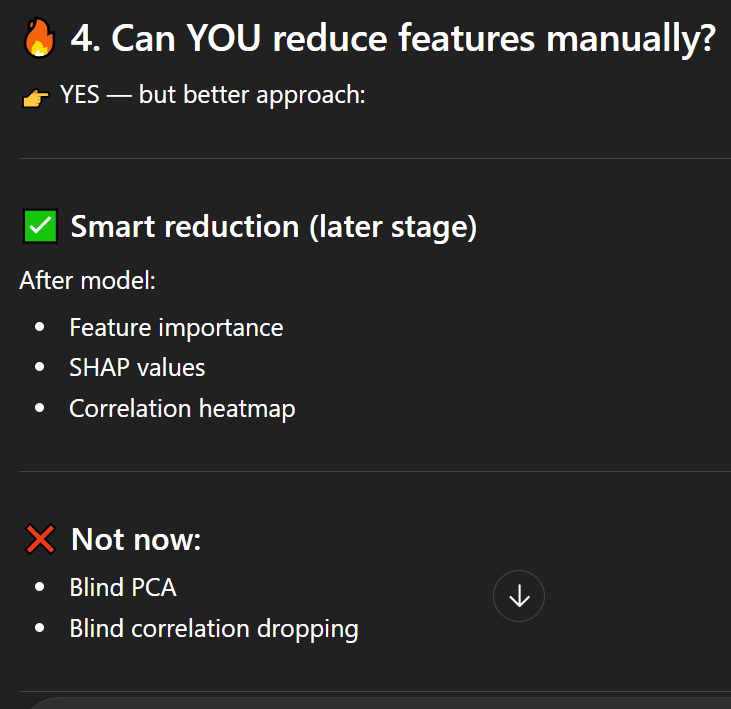 🔥 4. Can YOU reduce features manually?
👉 YES — but better approach:
✅ Smart reduction (later stage)
After model:
• Feature importance
• SHAP values
• Correlation heatmap
❌ Not now:
• Blind PCA
• Blind correlation dropping